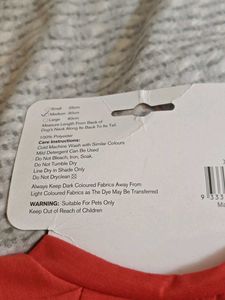 Small 35cm
Medium 40cm
Large
Measure Length From Back of
Dog's Neck Along Its Back To Its Tail.
100% Polyester
Care Instructions:
Cold Machine Wash with Similar Colours
Mild Detergent Can Be Used
Do Not Bleach, Iron, Soak.
Do Not Tumble Dry
Line Dry in Shade Only
Do Not Dryclean
Always Keep Dark Coloured Fabrics Away From
Light Coloured Fabrics as The Dye May be Transferred
WARNING: Suitable For Pets Only
Keep Out of Reach of Children
9 333
Ma